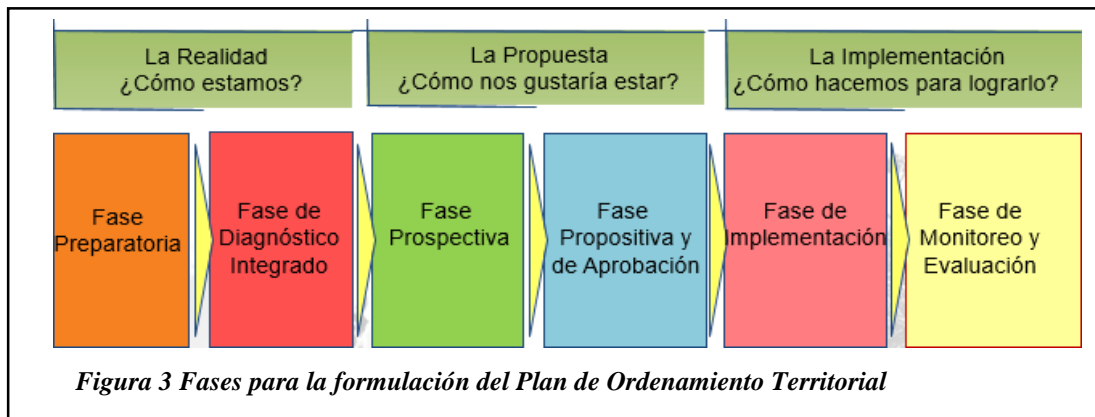 La Realidad
¿Cómo estamos?
La Propuesta
¿Cómo nos gustaría estar?
La Implementación
¿Cómo hacemos para lograrlo?
Fase
Preparatoria
Fase de
Diagnóstico
Integrado
Fase
Prospectiva
Fase
Propositiva y
de Aprobación
Fase de
Implementación
Fase de
Monitoreo y
Evaluación
Figura 3 Fases para la formulación del Plan de Ordenamiento Territorial